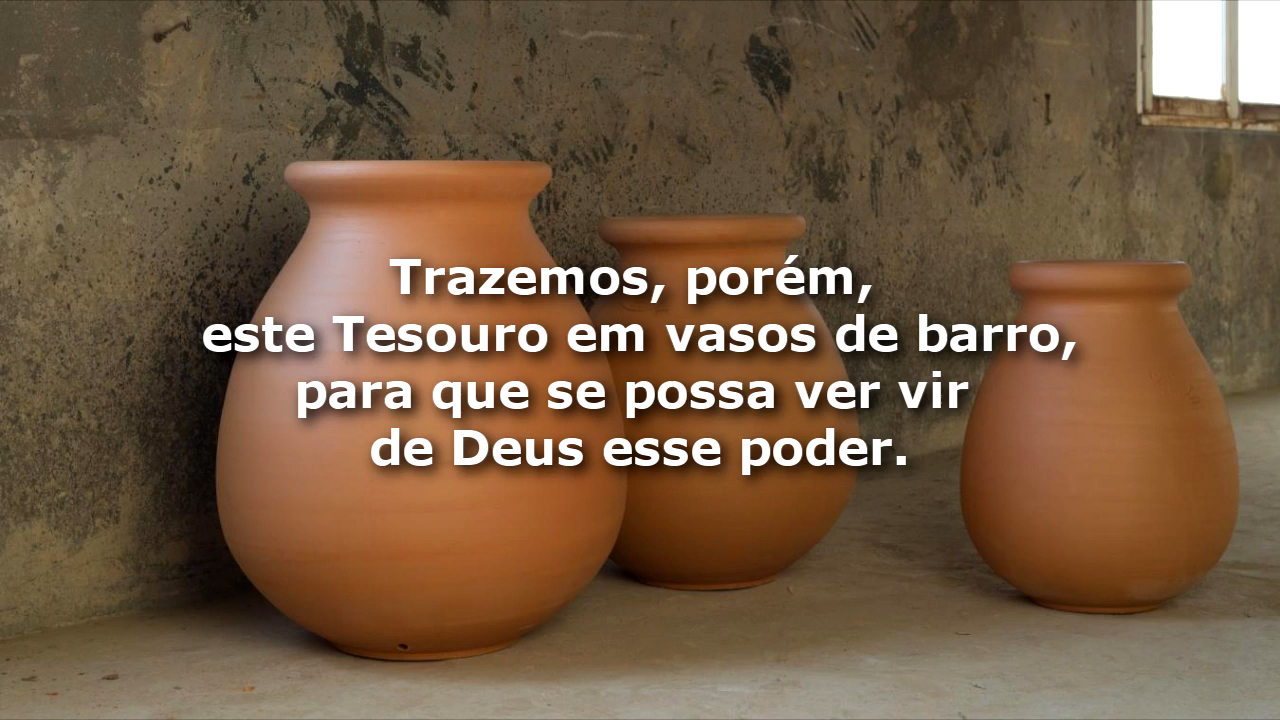 Trazemos, porém,
este Tesouro em vasos de barro,
para que se possa ver vir
de Deus esse poder.